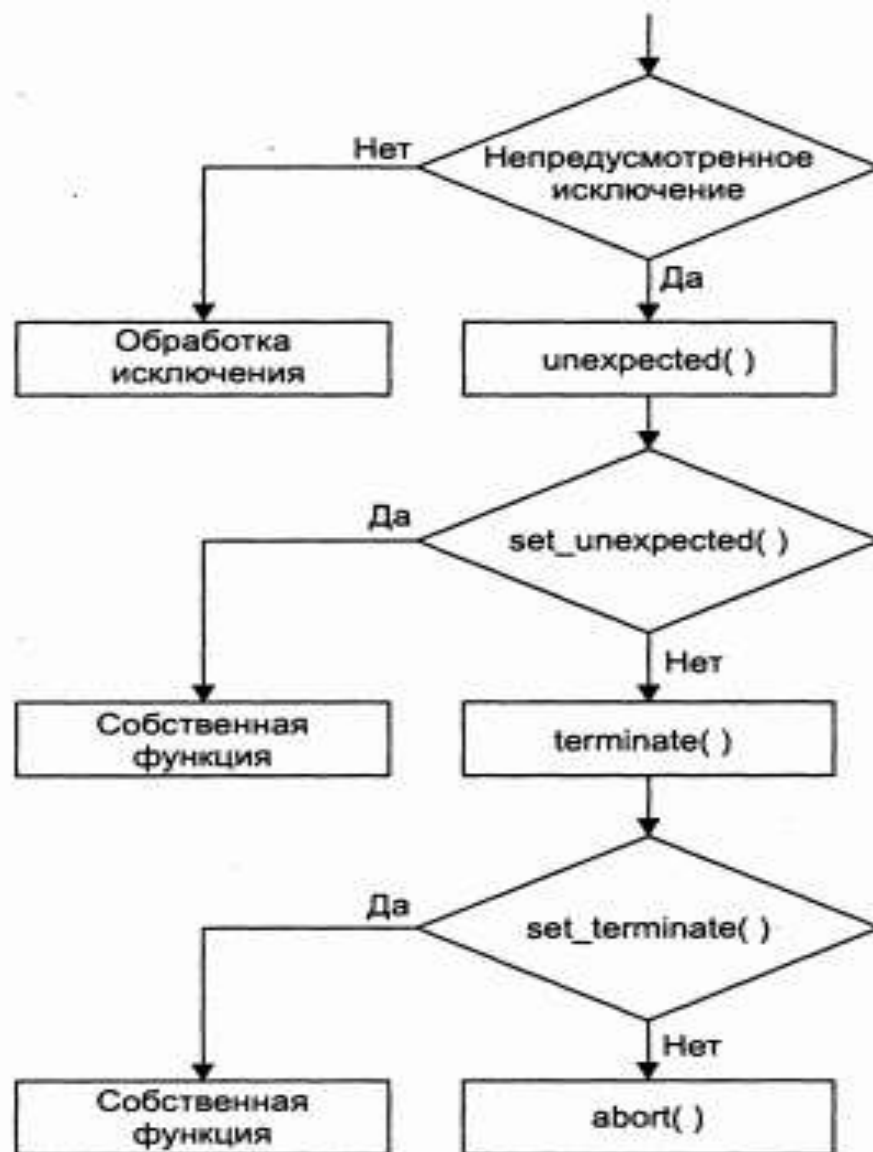 Непредусмотренное
исключение
Нет
Да
Обработка
исключения
unexpected( )
Да
set_unexpected( )
Нет
Собственная
функция
terminate( )
Да
set_terminate( )
Нет
Собственная
функция
abort( )